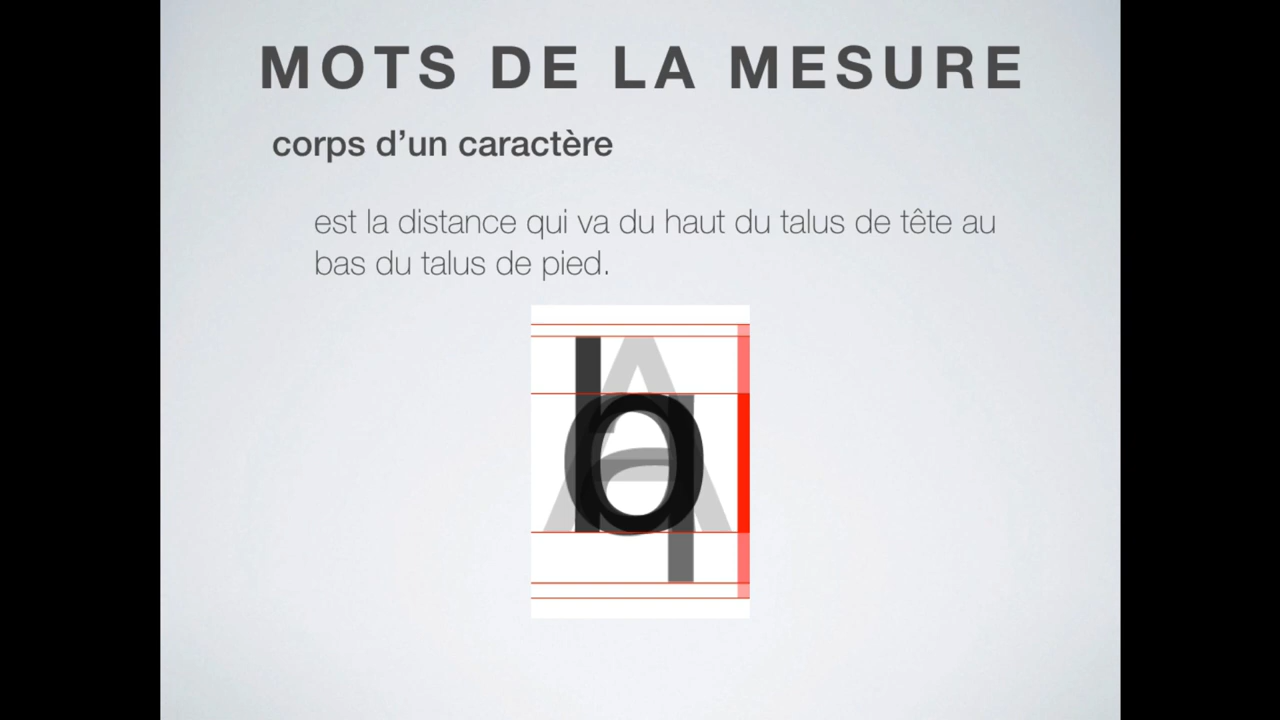 MOTS DE LA MESURE
corps d’un caractère
est la distance qui va du haut du talus de tête au
bas du talus de pied.